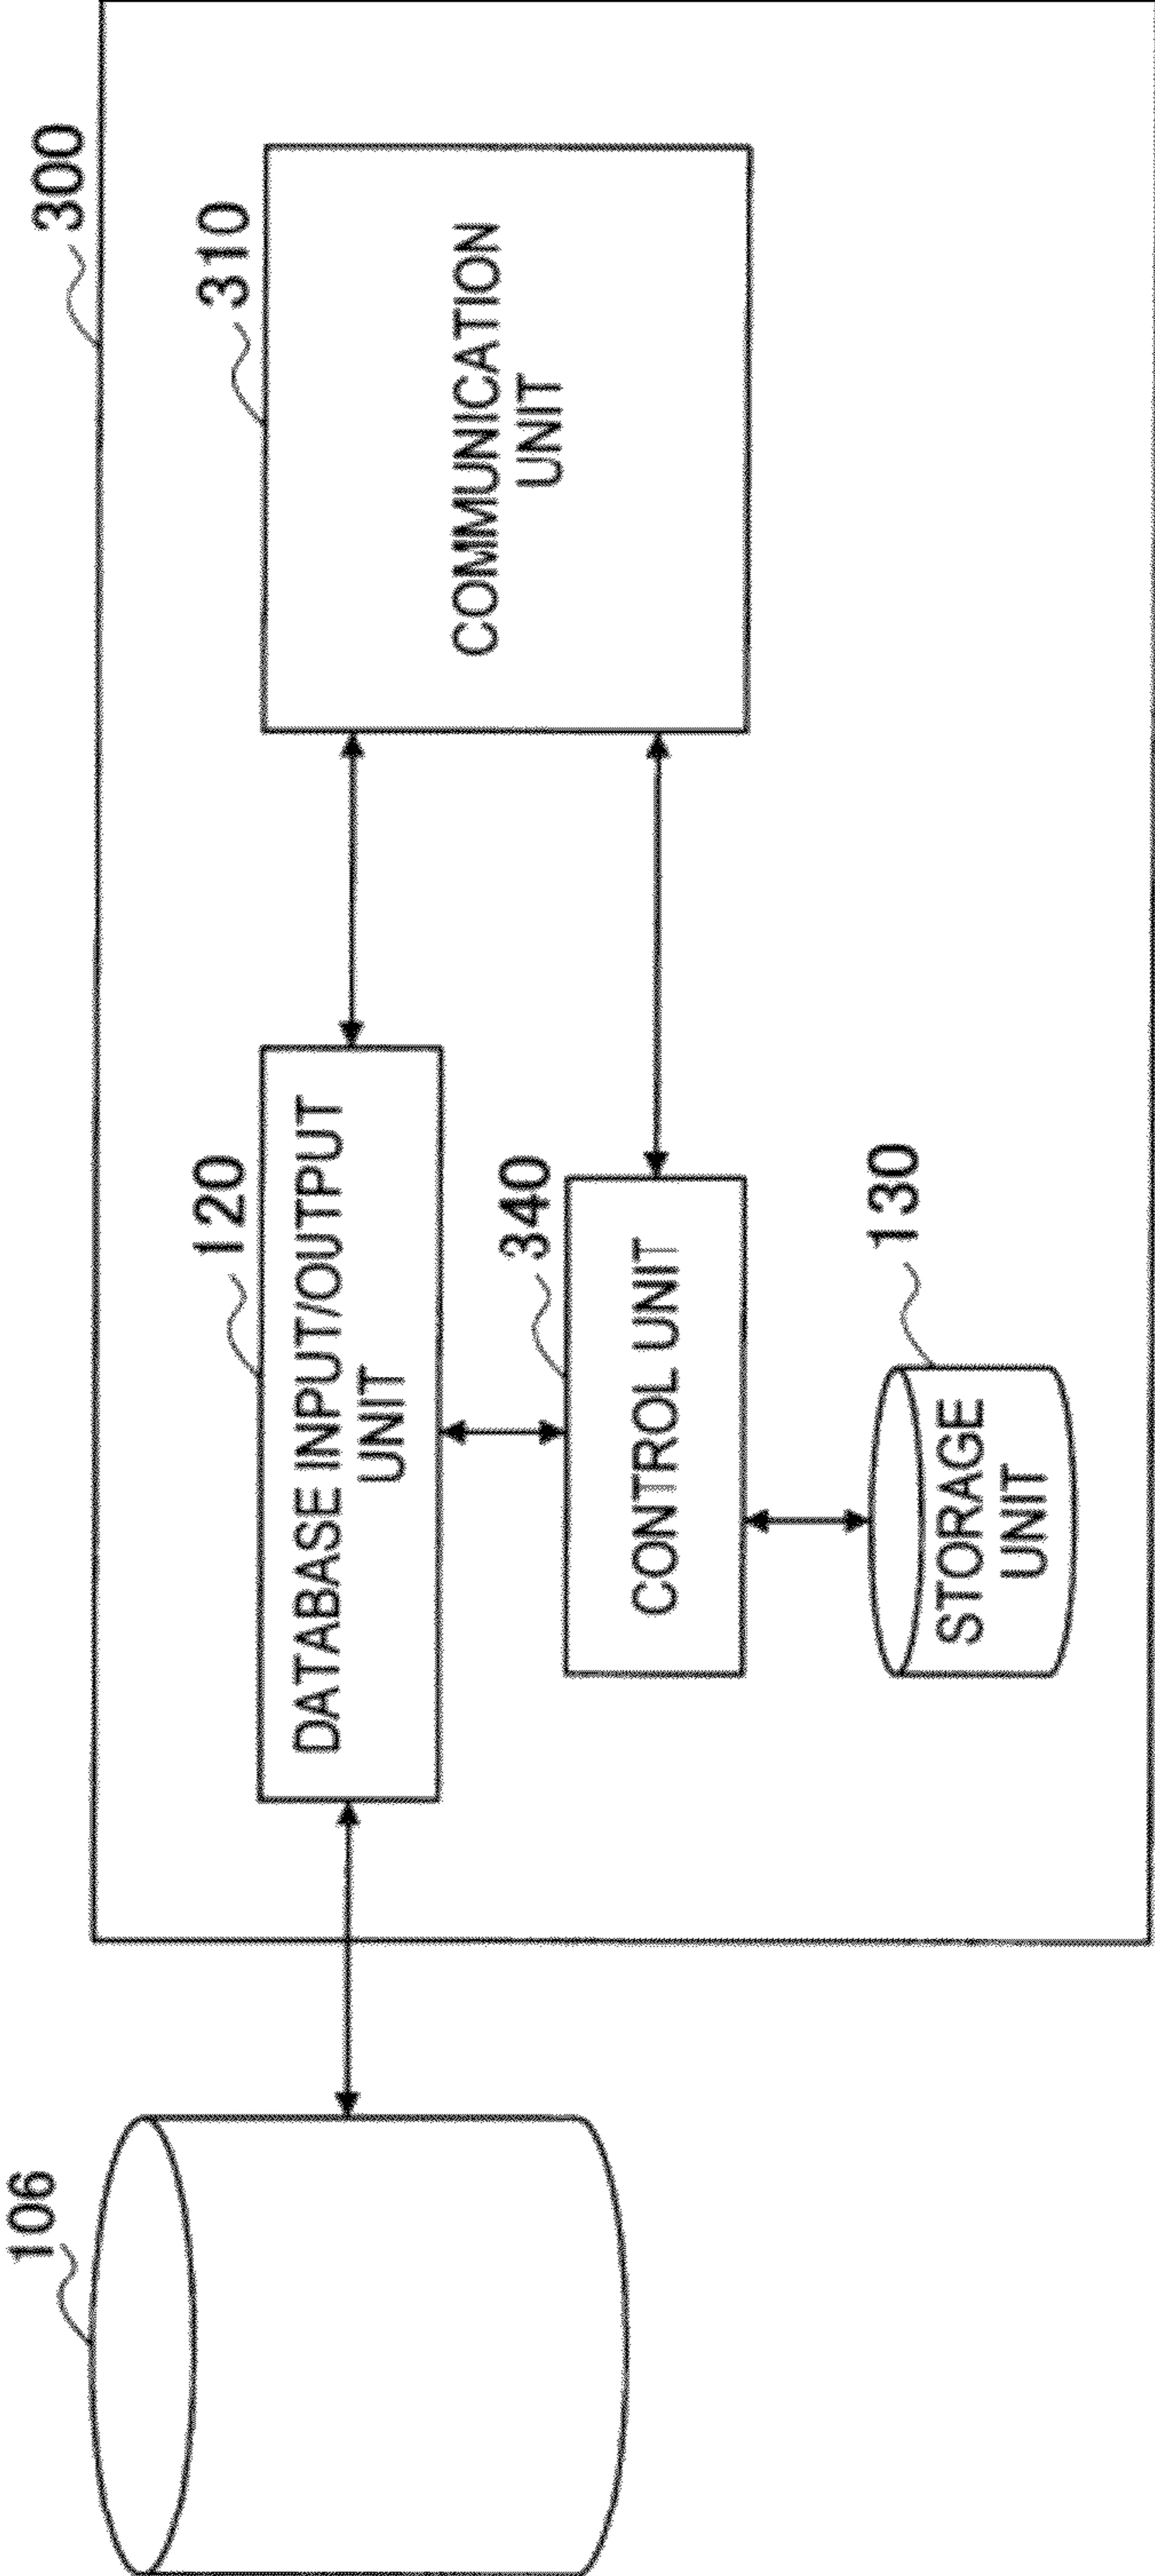 106
300
120
DATABASE INPUT/OUTPUT
UNIT
310
COMMUNICATION
UNIT
340
CONTROL UNIT
130
STORAGE
UNIT